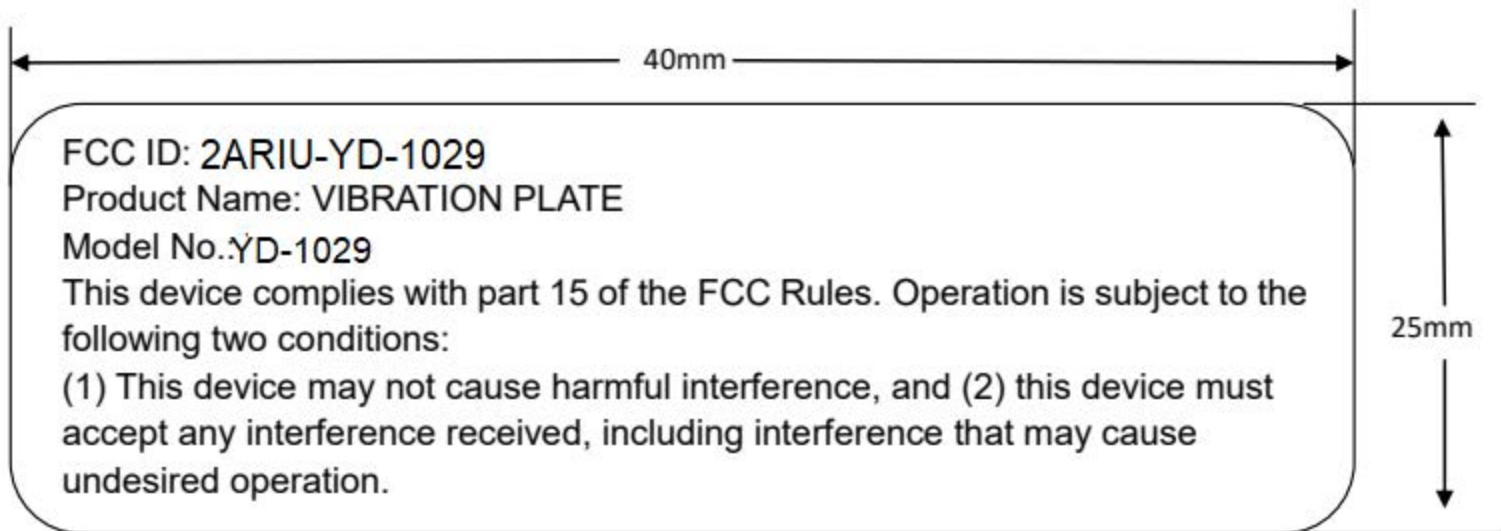 40mm
FCC ID: 2ARIU-YD-1029
Product Name: VIBRATION PLATE
Model No.:YD-1029
This device complies with part 15 of the FCC Rules. Operation is subject to the
following two conditions:
25mm
(1) This device may not cause harmful interference, and (2) this device must
accept any interference received, including interference that may cause
undesired operation.